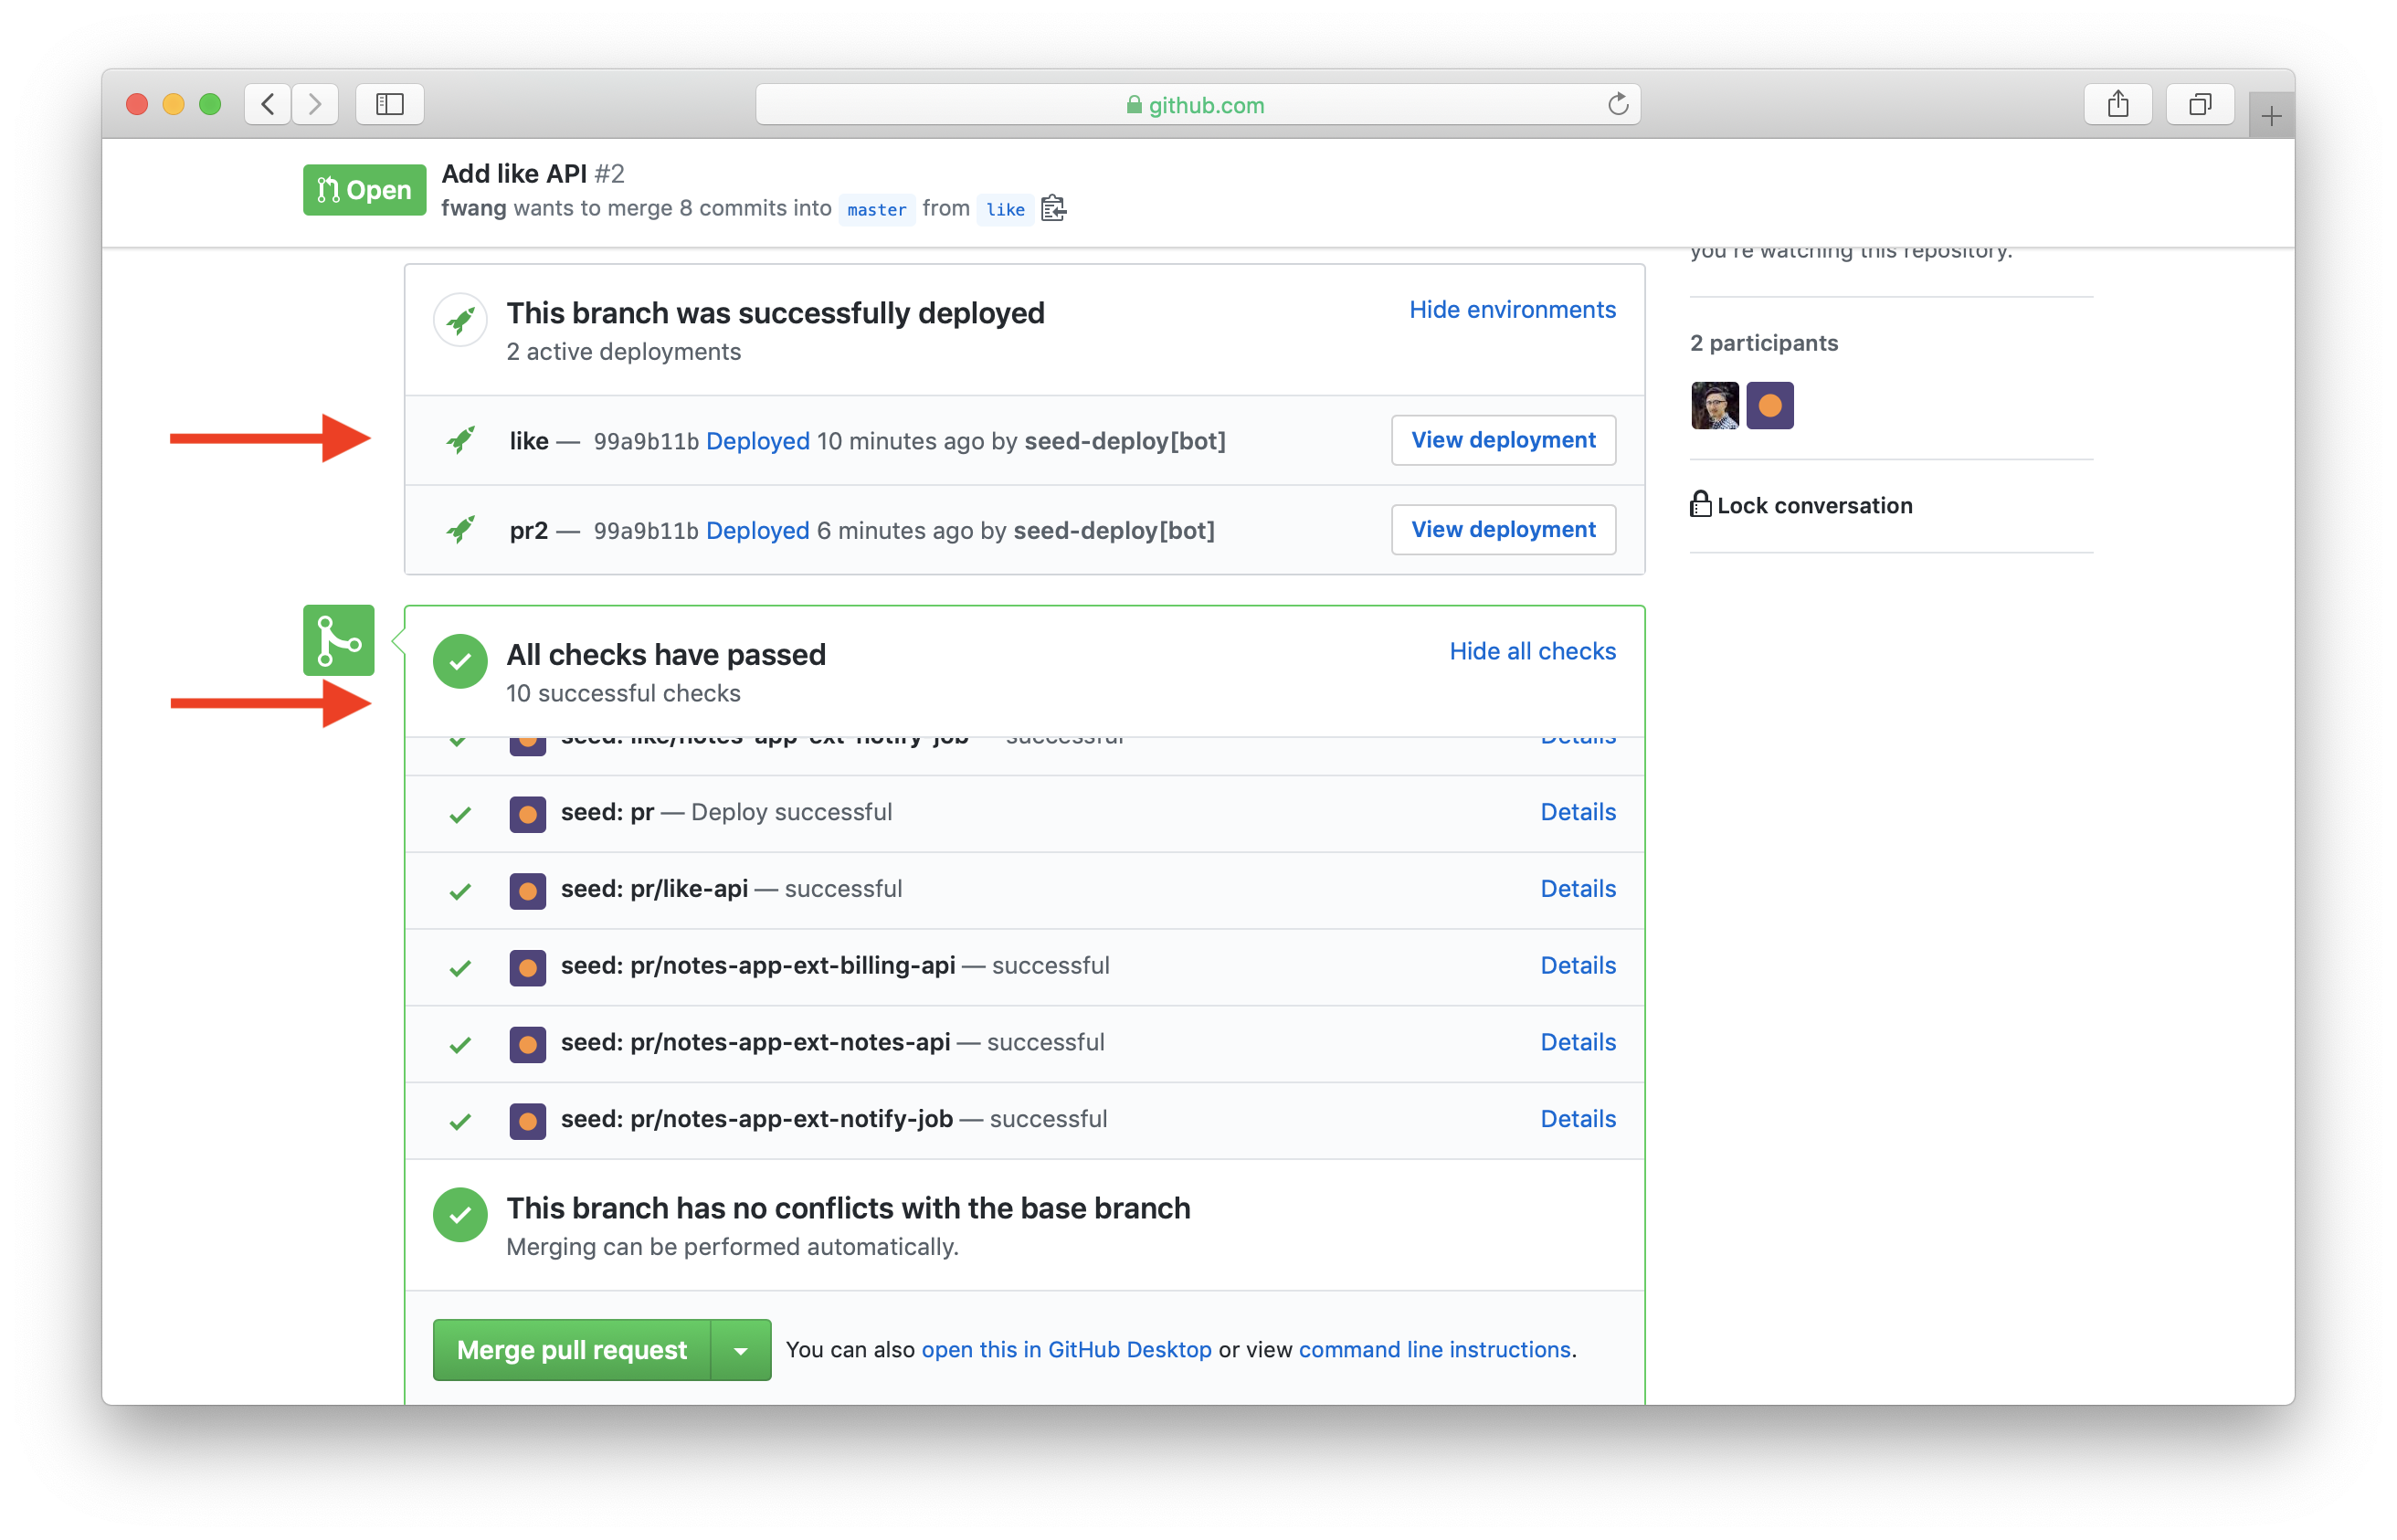 github.com
Open
Add like API #2
fwang wants to merge 8 commits into master from like
you're watching this repository.
This branch was successfully deployed
Hide environments
2 active deployments
2 participants
like — 99a9b11b Deployed 10 minutes ago by seed-deploy[bot]
View deployment
Lock conversation
pr2 — 99a9b11b Deployed 6 minutes ago by seed-deploy[bot]
View deployment
All checks have passed
Hide all checks
10 successful checks
seed: like/notes-app-ext-notify-job — successful
Details
seed: pr — Deploy successful
Details
seed: pr/like-api — successful
Details
seed: pr/notes-app-ext-billing-api — successful
Details
seed: pr/notes-app-ext-notes-api — successful
Details
seed: pr/notes-app-ext-notify-job — successful
Details
This branch has no conflicts with the base branch
Merging can be performed automatically.
Merge pull request
You can also open this in GitHub Desktop or view command line instructions.